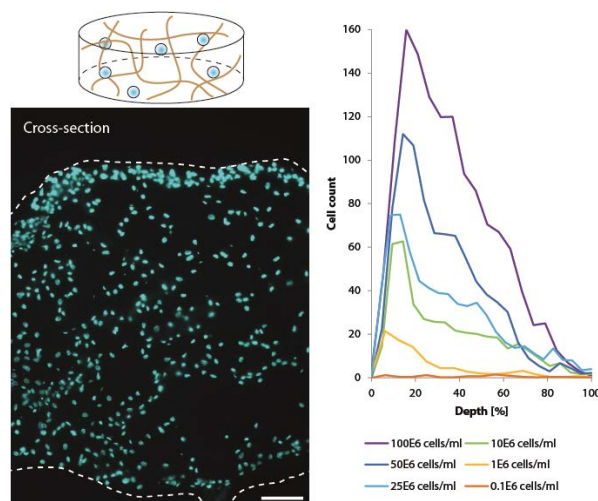 Cross-section
160
140
120
100
80
60
40
20
0
Cell count
0 20 40 60 80 100
Depth [%]
100E6 cells/ml 10E6 cells/ml
50E6 cells/ml 1E6 cells/ml
25E6 cells/ml 0.1E6 cells/ml